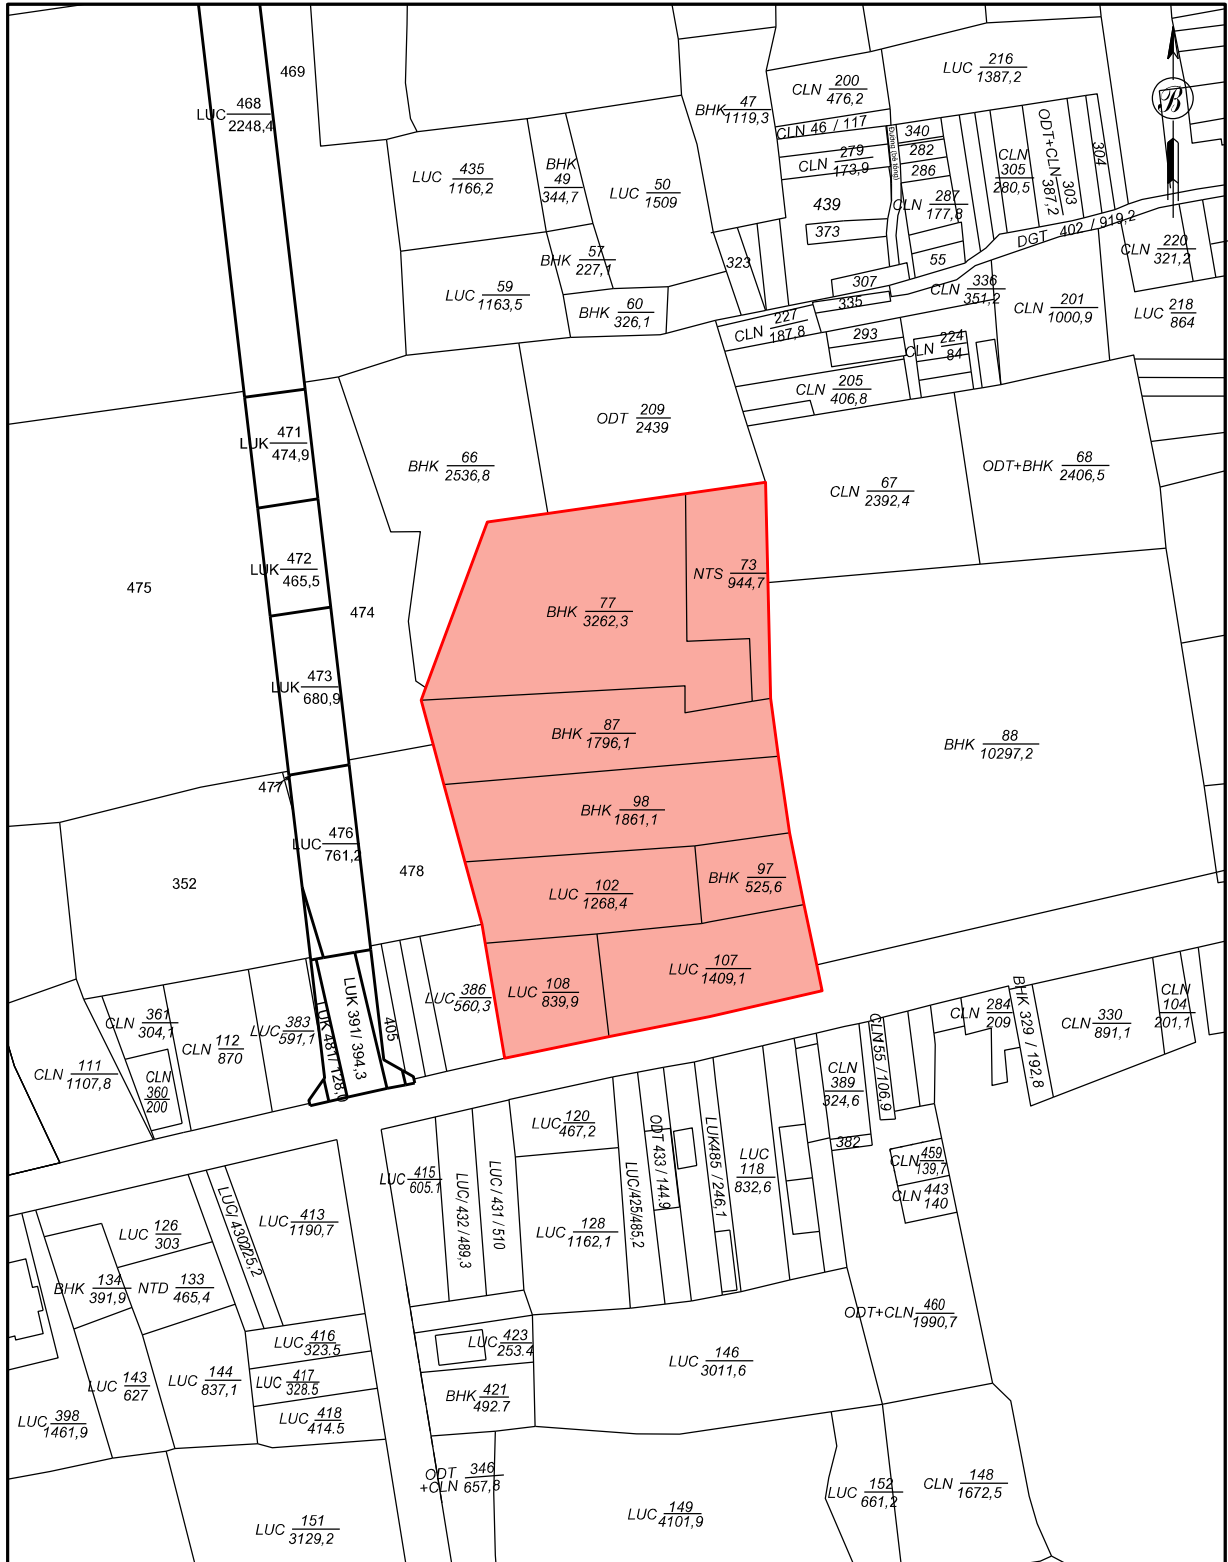 469
LUC 468
2248,4
LUC 216
1387,2
CLN 200
476,2
BHK 47
1119,3
CLN 46 / 117
B
340
282
286
CLN 279
173,9
CLN
305
280,5
ODT+CLN 303
387,2
304
LUC 435
1166,2
BHK
49
344,7
LUC 50
1509
439
373
CLN 287
177,8
DGT 402 / 919,2
CLN 220
321,2
BHK 57
227,1
323
55
LUC 59
1163,5
BHK 60
326,1
307
335
CLN 336
351,2
CLN 201
1000,9
LUC 218
864
CLN 227
187,8
293
CLN 224
84
CLN 205
406,8
ODT 209
2439
LUK 471
474,9
BHK 66
2536,8
CLN 67
2392,4
ODT+BHK 68
2406,5
LUK 472
465,5
475
474
NTS 73
944,7
BHK 77
3262,3
LUK 473
680,9
BHK 87
1796,1
BHK 88
10297,2
477
BHK 98
1861,1
LUC 476
761,2
478
352
LUC 102
1268,4
BHK 97
525,6
LUC 107
1409,1
LUC 108
839,9
LUC 386
560,3
405
LUK 391/ 394,3
LUK 481/ 128,0
LUC 383
591,1
CLN 112
870
CLN 361
304,1
CLN
360
200
CLN 111
1107,8
CLN 284
209
BHK 329 / 192,8
CLN 330
891,1
CLN
104
201,1
CLN
389
324,6
CLN155 / 106,9
382
CLN 459
139,7
CLN 443
140
LUC 120
467,2
LUC 415
605.1
LUC/ 432 / 489,3
LUC / 431 / 510
LUC 128
1162,1
LUC/425/485,2
ODT 433 / 144.9
LUK485 / 246,1
LUC
118
832,6
LUC 126
303
LUC 413
1190,7
BHK 134
391,9
NTD 133
465,4
ODT+CLN 460
1990,7
LUC 416
323.5
LUC 423
253.4
LUC 146
3011,6
LUC 143
627
LUC 144
837,1
LUC 417
328.5
BHK 421
492.7
LUC 418
414.5
LUC 398
1461,9
ODT
+CLN 346
657,8
LUC 152
661,2
CLN 148
1672,5
LUC 151
3129,2
LUC 149
4101,9